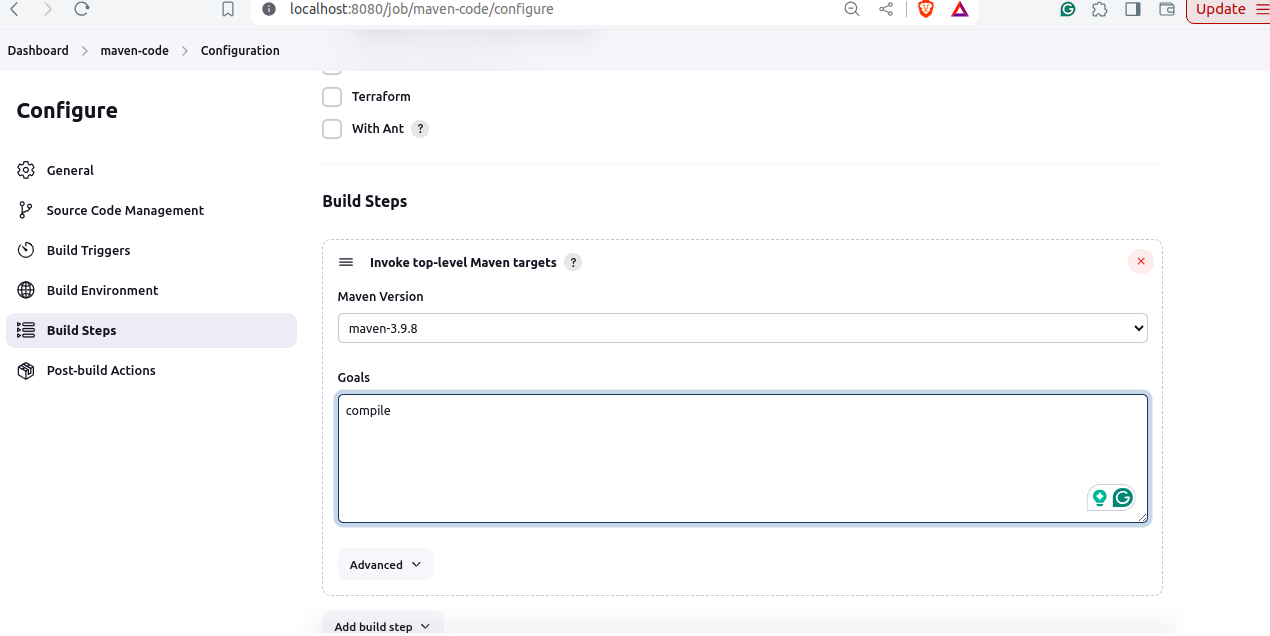 localhost:8080/job/maven-code/configure
Update
Dashboard > maven-code > Configuration
Configure
General
Source Code Management
Build Triggers
Build Environment
Build Steps
Post-build Actions
Terraform
With Ant ?
Build Steps
Invoke top-level Maven targets ?
Maven Version
maven-3.9.8
Goals
compile
Advanced
Add build step